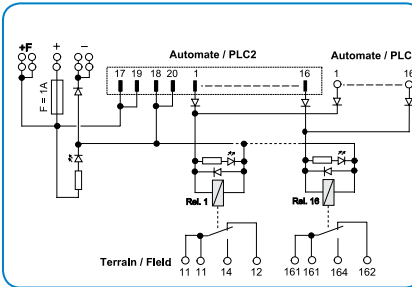 +F + –
Automate / PLC2 Automate / PLC
17 19 18 20 1 16 1 16
F = 1A
Rel. 1 Rel. 16
Terrain / Field
11 11 14 12 161 161 164 162